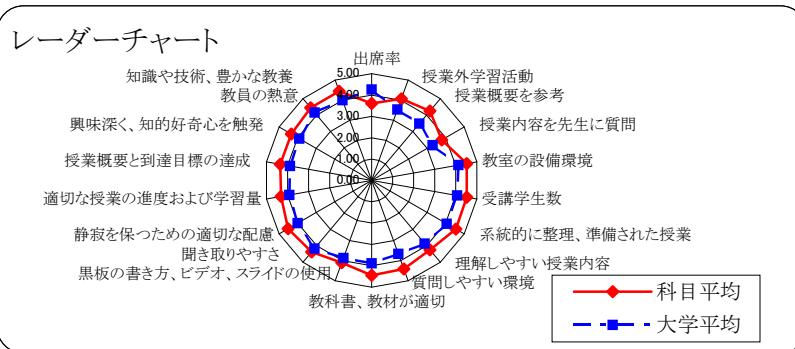 レーダーチャート
出席率
授業外学習活動
授業概要を参考
授業内容を先生に質問
教室の設備環境
受講学生数
系統的に整理、準備された授業
理解しやすい授業内容
質問しやすい環境
教科書、教材が適切
黒板の書き方、ビデオ、スライドの使用
聞き取りやすさ
静寂を保つための適切な配慮
適切な授業の進度および学習量
授業概要と到達目標の達成
興味深く、知的好奇心を触発
教員の熱意
知識や技術、豊かな教養
5.00
4.00
3.00
2.00
1.00
0.00
科目平均
大学平均